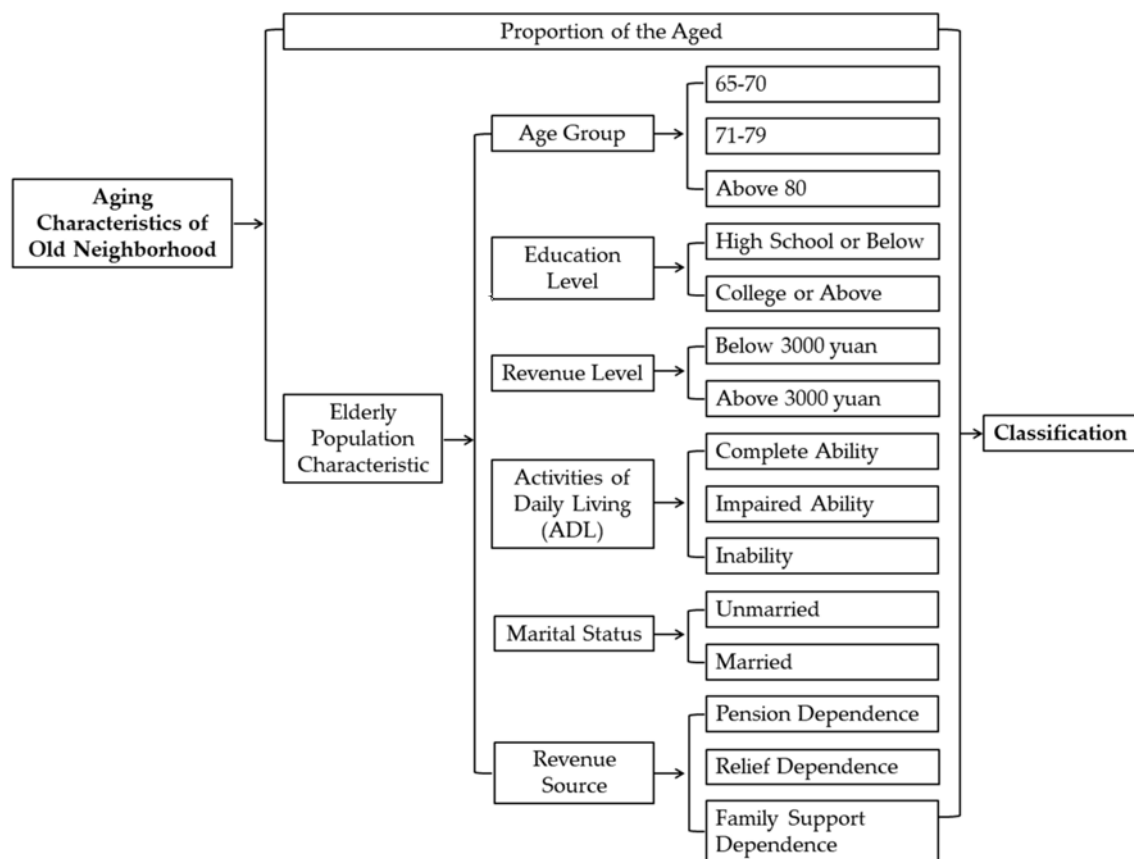 Proportion of the Aged
Aging
Characteristics of
Old Neighborhood
Elderly
Population
Characteristic
Age Group
65-70
71-79
Above 80
Education
Level
High School or Below
College or Above
Revenue Level
Below 3000 yuan
Above 3000 yuan
Activities of
Daily Living
(ADL)
Complete Ability
Impaired Ability
Inability
Marital Status
Unmarried
Married
Revenue
Source
Pension Dependence
Relief Dependence
Family Support
Dependence
Classification